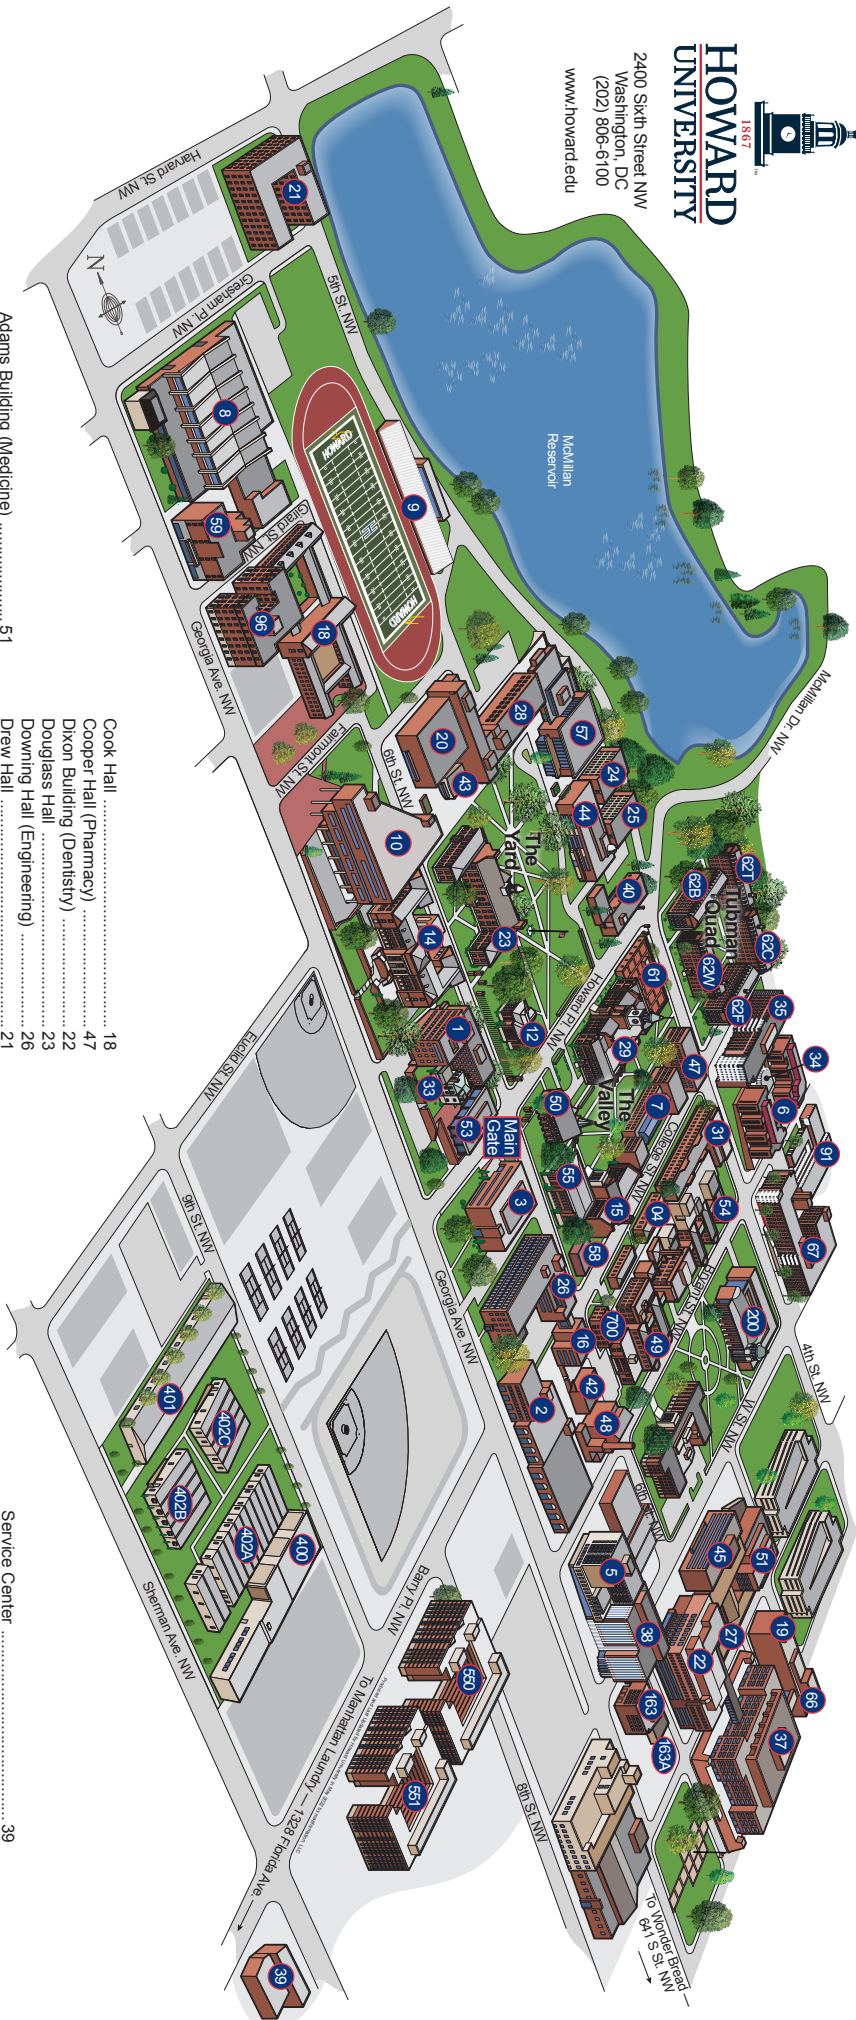 HOWARD
1867
UNIVERSITY
2400 Sixth Street NW
Washington, DC
(202) 806-6100
www.howard.edu
McMillan
Reservoir
McMillan Dr. NW
Harvard St. NW
Gresham Pl. NW
5th St. NW
N
Girard St. NW
Georgia Ave. NW
Fairmont St. NW
6th St. NW
HOWARD
HOWARD
The
Yard
Howard Pl. NW
Tubman
Quad
The
Valley
College St. NW
Bryant St. NW
4th St. NW
W St. NW
6th St. NW
Main
Gate
Georgia Ave. NW
Euclid St. NW
9th St. NW
Sherman Ave. NW
Barry Pl. NW
8th St. NW
To Manhattan Laundry — 1328 Florida Ave.
To Wonder Bread —
641 S St. NW
21
8
59
96
18
9
20
43
28
57
24
25
44
40
10
14
23
12
1
33
53
62T
62B
62C
62W
62F
35
34
6
91
67
61
29
47
7
31
50
55
15
04
54
58
3
26
700
49
16
42
48
2
200
5
38
45
51
27
19
66
22
37
163
163A
401
402C
402B
402A
400
550
551
39
Adams Building (Medicine) ................... 51
Cook Hall ............................................. 18
Cooper Hall (Pharmacy) ..................... 47
Dixon Building (Dentistry) .................. 22
Douglass Hall ...................................... 23
Downing Hall (Engineering) ............... 26
Drew Hall ............................................. 21
Service Center .................................... 39